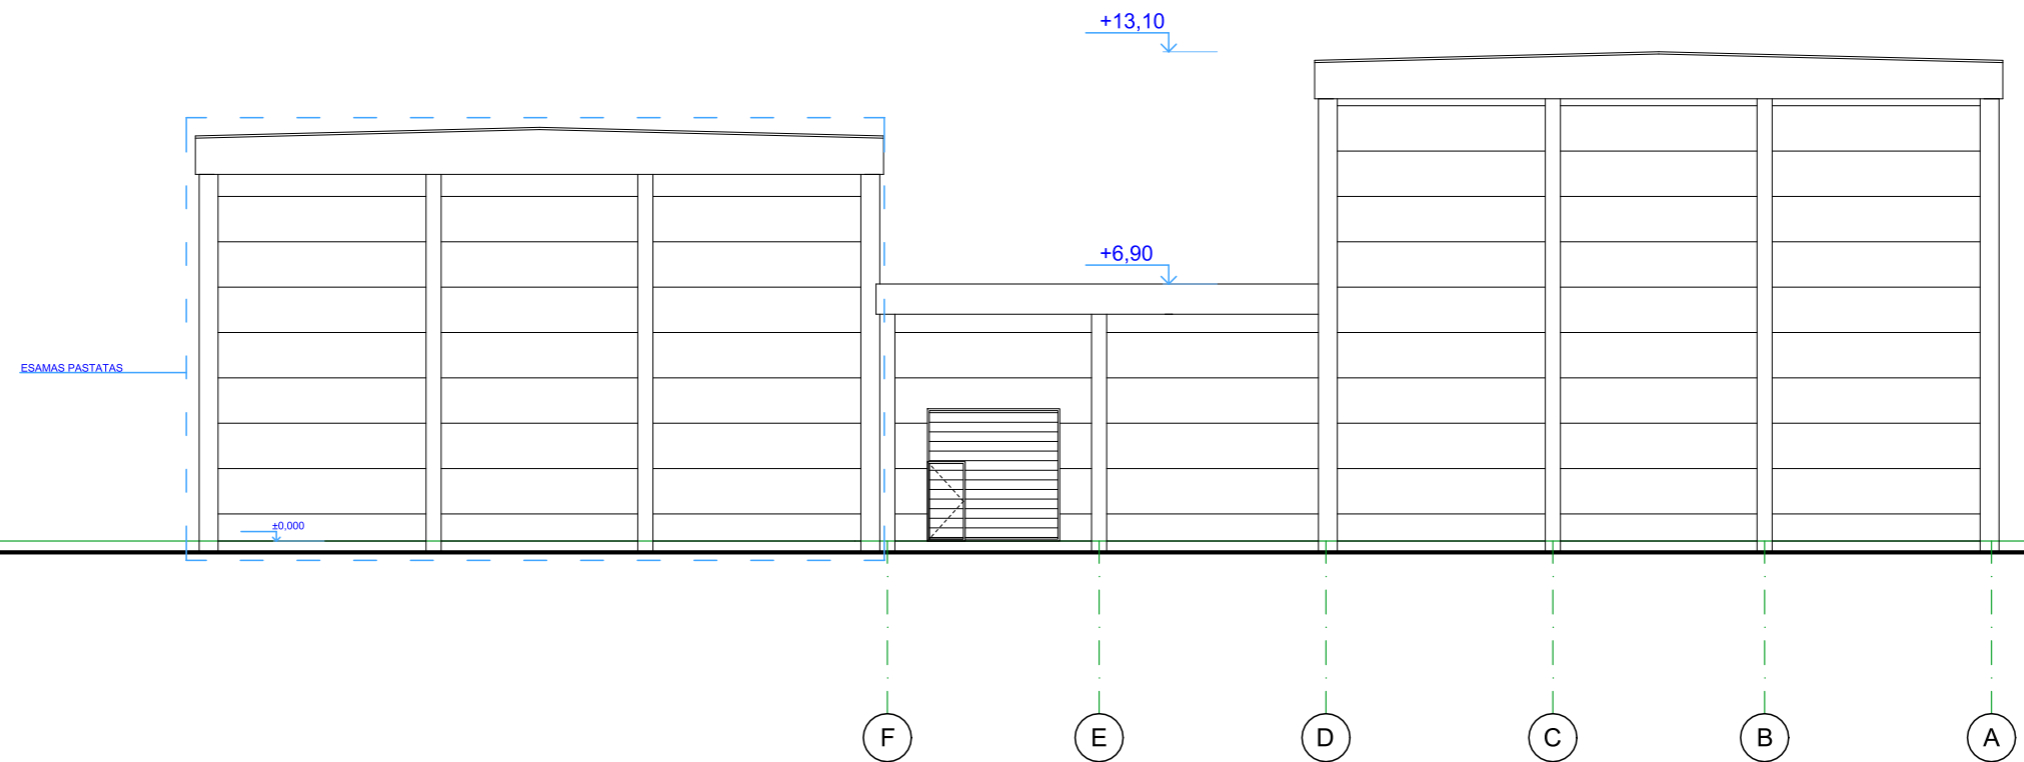 +13,10
+6,90
ESAMAS PASTATAS
±0,000
F E D C B A